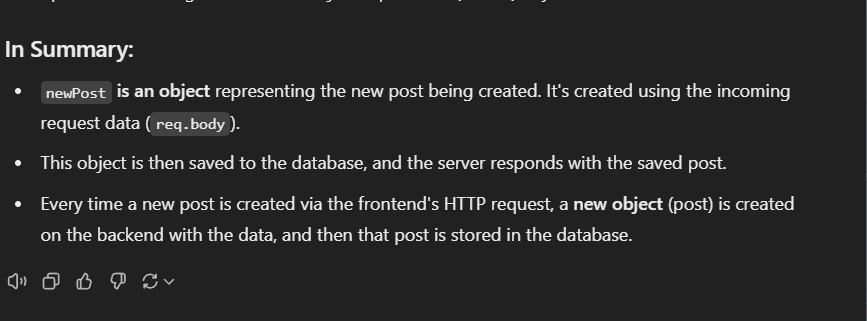 In Summary:
• newPost is an object representing the new post being created. It's created using the incoming
request data ( req.body ).
• This object is then saved to the database, and the server responds with the saved post.
• Every time a new post is created via the frontend's HTTP request, a new object (post) is created
on the backend with the data, and then that post is stored in the database.